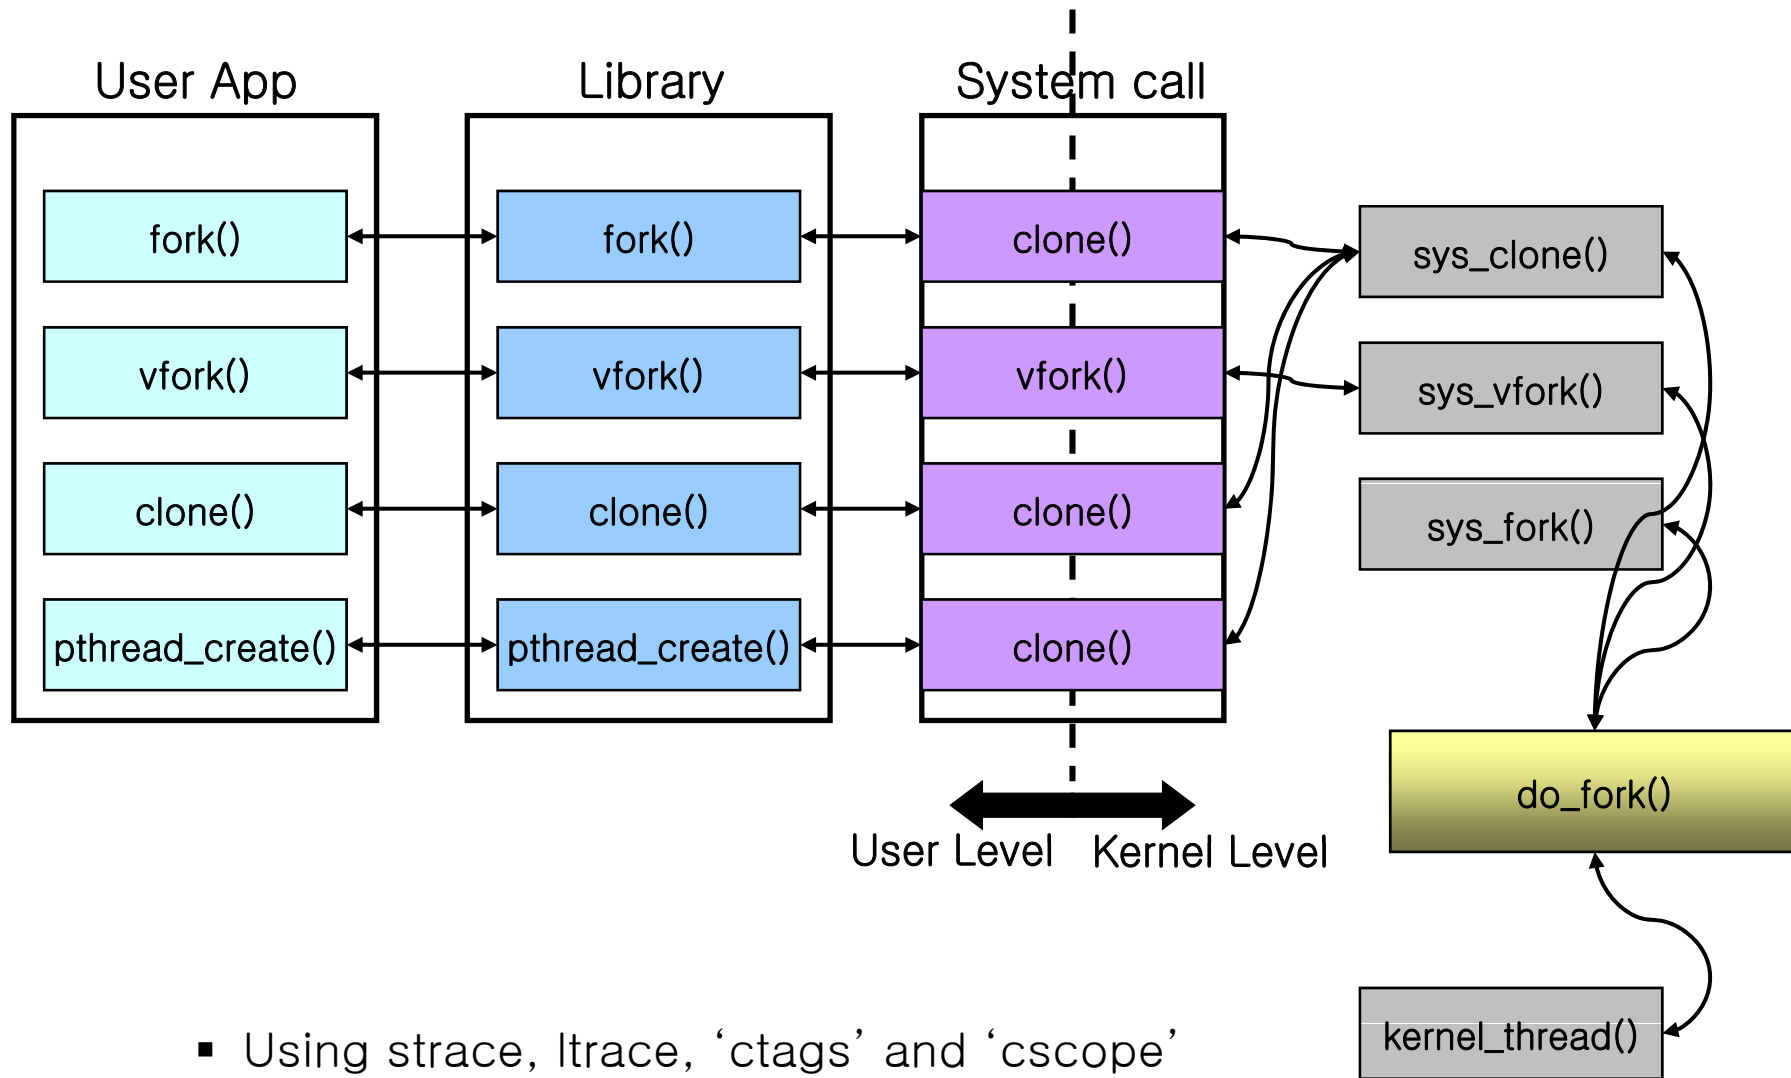 User App
Library
System call
fork()
fork()
clone()
sys_clone()
vfork()
vfork()
vfork()
sys_vfork()
clone()
clone()
clone()
sys_fork()
pthread_create()
pthread_create()
clone()
do_fork()
User Level
Kernel Level
kernel_thread()
▪ Using strace, ltrace, ‘ctags’ and ‘cscope’